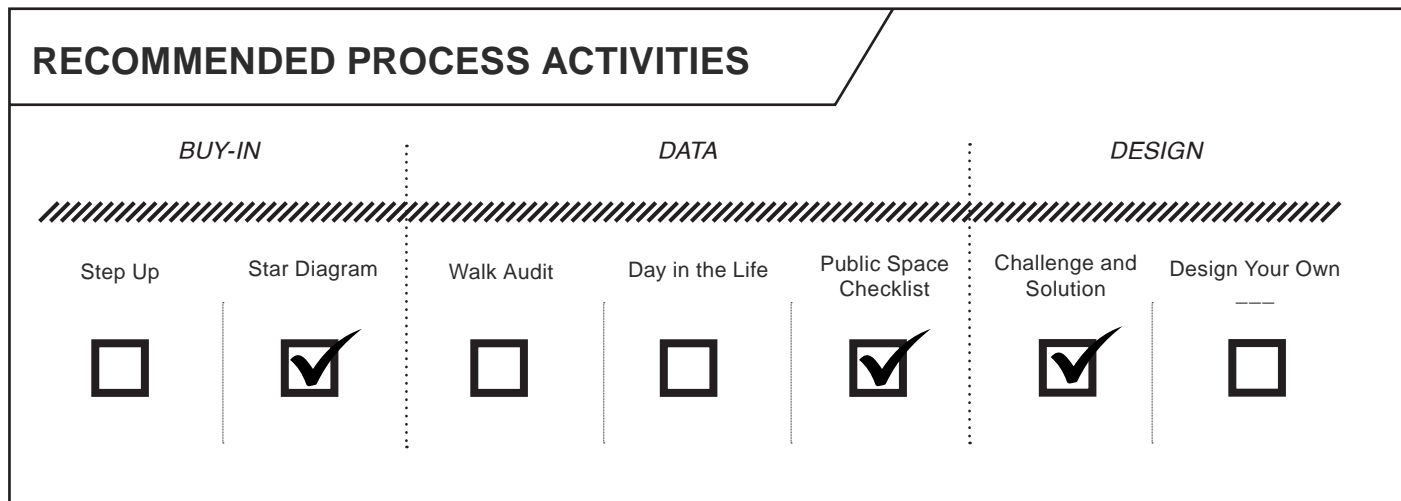 RECOMMENDED PROCESS ACTIVITIES
BUY-IN
DATA
DESIGN
Step Up
Star Diagram
Walk Audit
Day in the Life
Public Space
Checklist
Challenge and
Solution
Design Your Own
___